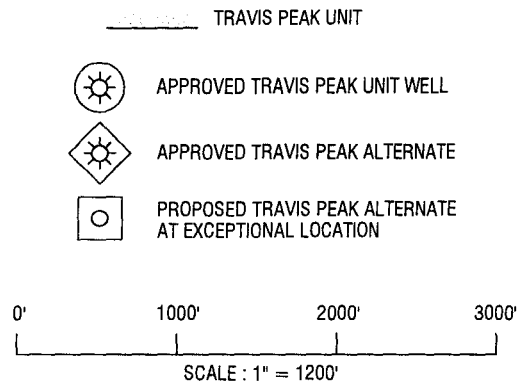 TRAVIS PEAK UNIT
APPROVED TRAVIS PEAK UNIT WELL
APPROVED TRAVIS PEAK ALTERNATE
PROPOSED TRAVIS PEAK ALTERNATE
AT EXCEPTIONAL LOCATION
0' 1000' 2000' 3000'
SCALE : 1" = 1200'